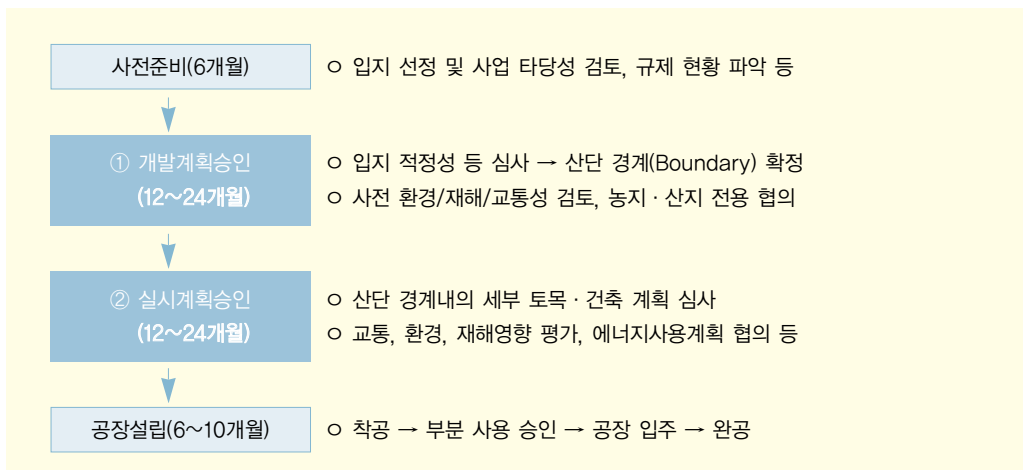 사전준비(6개월)
ㅇ 입지 선정 및 사업 타당성 검토, 규제 현황 파악 등
① 개발계획승인
(12~24개월)
ㅇ 입지 적정성 등 심사 → 산단 경계(Boundary) 확정
ㅇ 사전 환경/재해/교통성 검토, 농지 · 산지 전용 협의
② 실시계획승인
(12~24개월)
ㅇ 산단 경계내의 세부 토목 · 건축 계획 심사
ㅇ 교통, 환경, 재해영향 평가, 에너지사용계획 협의 등
공장설립(6~10개월)
ㅇ 착공 → 부분 사용 승인 → 공장 입주 → 완공